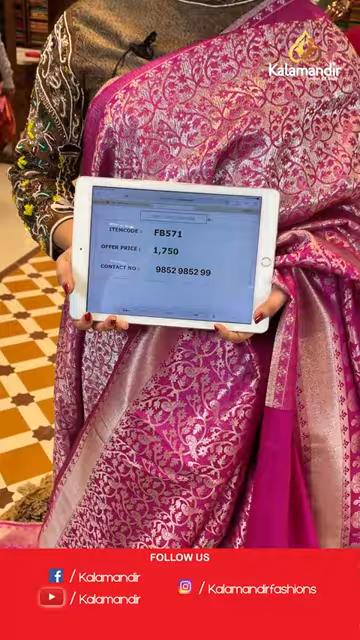 Kalamandir
ITEMCODE : FB571
OFFER PRICE : 1,750
CONTACT NO : 9852 9852 99
FOLLOW US
/ Kalamandir
/ Kalamandirfashions
/ Kalamandir